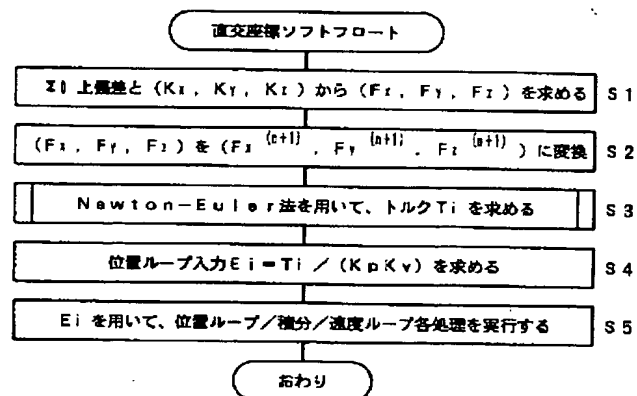 直交座標ソフトフロート
Σ0 上偏差と (Kx, Ky, Kz) から (Fx, Fy, Fz) を求める S1
(Fx, Fy, Fz) を (Fx(n+1), Fy(n+1), Fz(n+1)) に変換 S2
Newton-Euler法を用いて、トルクTi を求める S3
位置ループ入力Ei=Ti/(KpKv) を求める S4
Ei を用いて、位置ループ/積分/速度ループ各処理を実行する S5
おわり